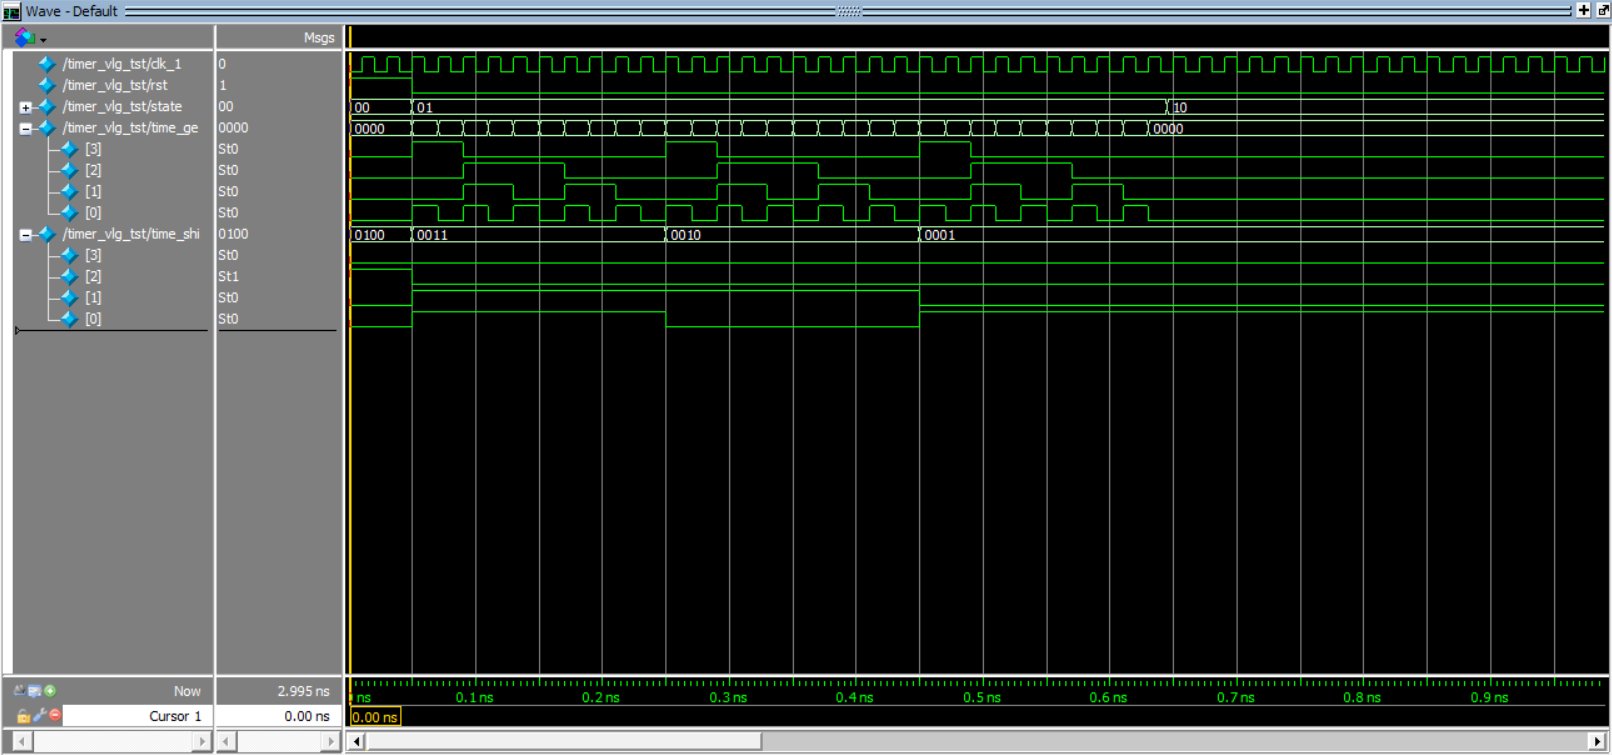 Wave - Default
Msgs
/timer_vlg_tst/clk_1 0
/timer_vlg_tst/rst 1
/timer_vlg_tst/state 00 00 01 10
/timer_vlg_tst/time_ge 0000 0000 0000
[3] St0
[2] St0
[1] St0
[0] St0
/timer_vlg_tst/time_shi 0100 0100 0011 0010 0001
[3] St0
[2] St1
[1] St0
[0] St0
Now 2.995 ns ns 0.1 ns 0.2 ns 0.3 ns 0.4 ns 0.5 ns 0.6 ns 0.7 ns 0.8 ns 0.9 ns
Cursor 1 0.00 ns 0.00 ns